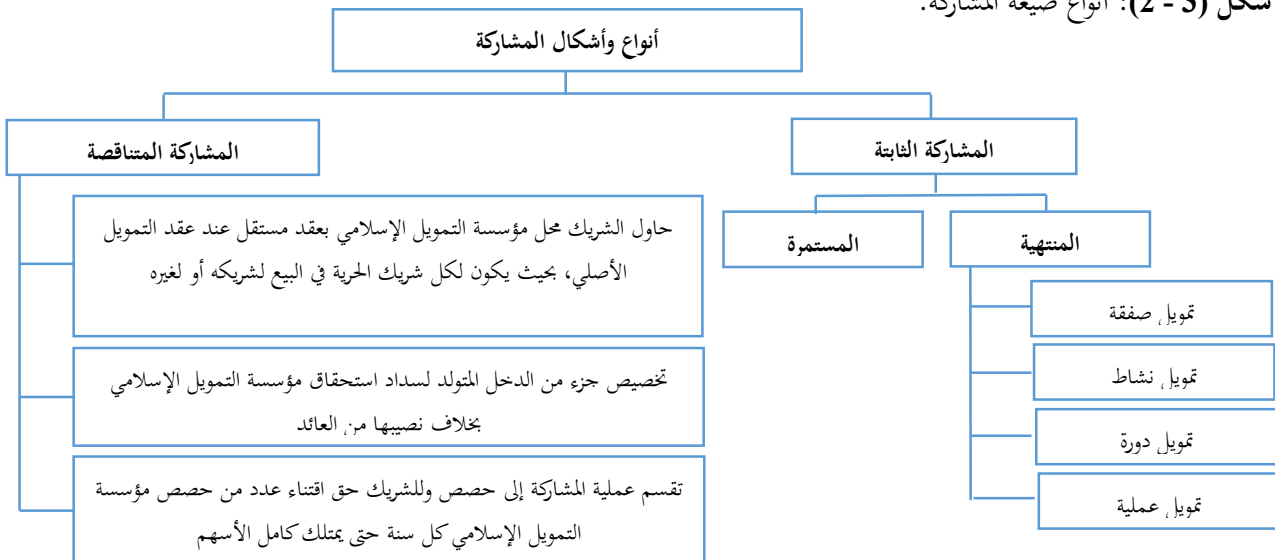 شكل (3 - 2): أنواع صيغة المشاركة.
أنواع وأشكال المشاركة
المشاركة الثابتة
المشاركة المتناقصة
المنتهية
المستمرة
تمويل صفقة
تمويل نشاط
تمويل دورة
تمويل عملية
حاول الشريك محل مؤسسة التمويل الإسلامي بعقد مستقل عند عقد التمويل
الأصلي، بحيث يكون لكل شريك الحرية في البيع لشريكه أو لغيره
تخصيص جزء من الدخل المتولد لسداد استحقاق مؤسسة التمويل الإسلامي
بخلاف نصيبها من العائد
تقسم عملية المشاركة إلى حصص وللشريك حق اقتناء عدد من حصص مؤسسة
التمويل الإسلامي كل سنة حتى يمتلك كامل الأسهم